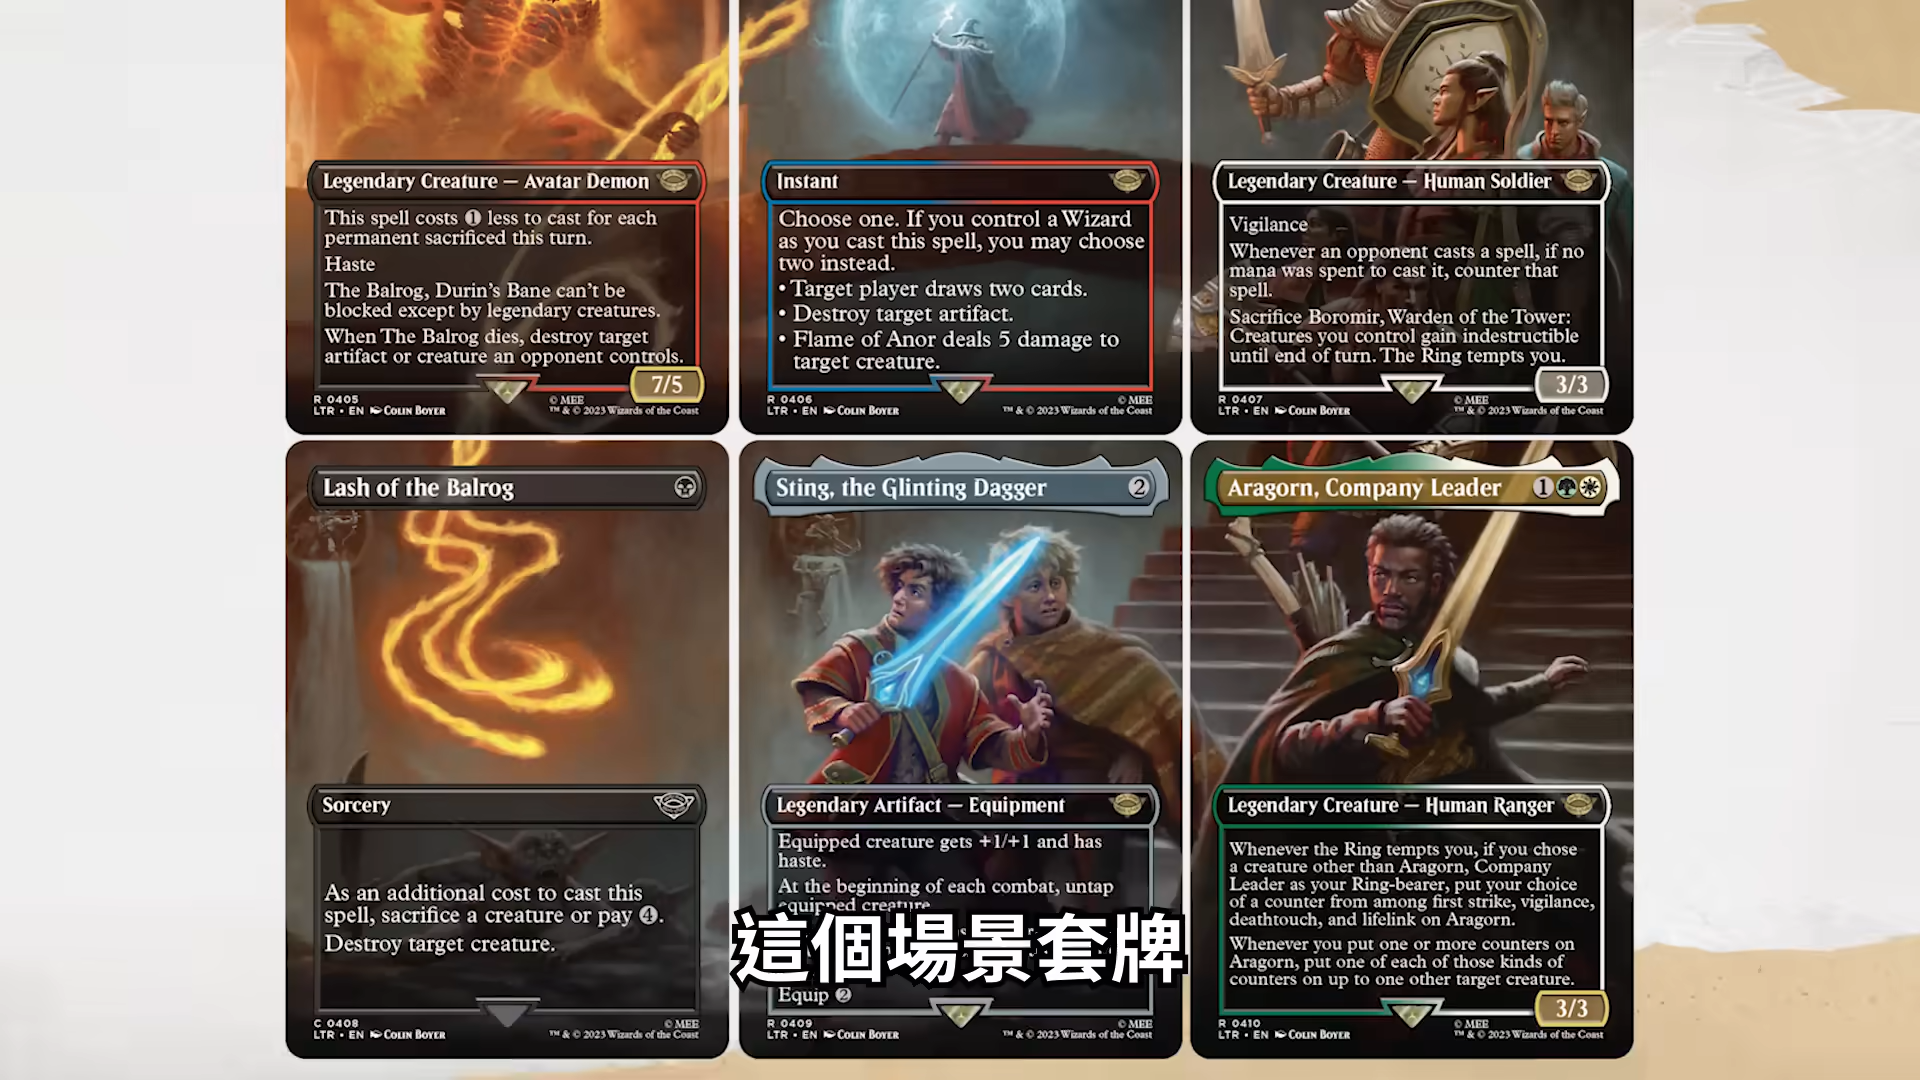 Legendary Creature — Avatar Demon
This spell costs 1 less to cast for each
permanent sacrificed this turn.
Haste
The Balrog, Durin's Bane can't be
blocked except by legendary creatures.
When The Balrog dies, destroy target
artifact or creature an opponent controls.
7/5
R 0405
LTR • EN COLIN BOYER
© MEE
™ & © 2023 Wizards of the Coast
Instant
Choose one. If you control a Wizard
as you cast this spell, you may choose
two instead.
• Target player draws two cards.
• Destroy target artifact.
• Flame of Anor deals 5 damage to
target creature.
R 0406
LTR • EN COLIN BOYER
© MEE
™ & © 2023 Wizards of the Coast
Legendary Creature — Human Soldier
Vigilance
Whenever an opponent casts a spell, if no
mana was spent to cast it, counter that
spell.
Sacrifice Boromir, Warden of the Tower:
Creatures you control gain indestructible
until end of turn. The Ring tempts you.
3/3
R 0407
LTR • EN COLIN BOYER
© MEE
™ & © 2023 Wizards of the Coast
Lash of the Balrog
Sorcery
As an additional cost to cast this
spell, sacrifice a creature or pay 4.
Destroy target creature.
C 0408
LTR • EN COLIN BOYER
© MEE
™ & © 2023 Wizards of the Coast
Sting, the Glinting Dagger 2
Legendary Artifact — Equipment
Equipped creature gets +1/+1 and has
haste.
At the beginning of each combat, untap
equipped creature.
這個場景套牌
Equip 2
R 0409
LTR • EN COLIN BOYER
© MEE
™ & © 2023 Wizards of the Coast
Aragorn, Company Leader 1
Legendary Creature — Human Ranger
Whenever the Ring tempts you, if you chose
a creature other than Aragorn, Company
Leader as your Ring-bearer, put your choice
of a counter from among first strike, vigilance,
deathtouch, and lifelink on Aragorn.
Whenever you put one or more counters on
Aragorn, put one of each of those kinds of
counters on up to one other target creature.
3/3
R 0410
LTR • EN COLIN BOYER
© MEE
™ & © 2023 Wizards of the Coast